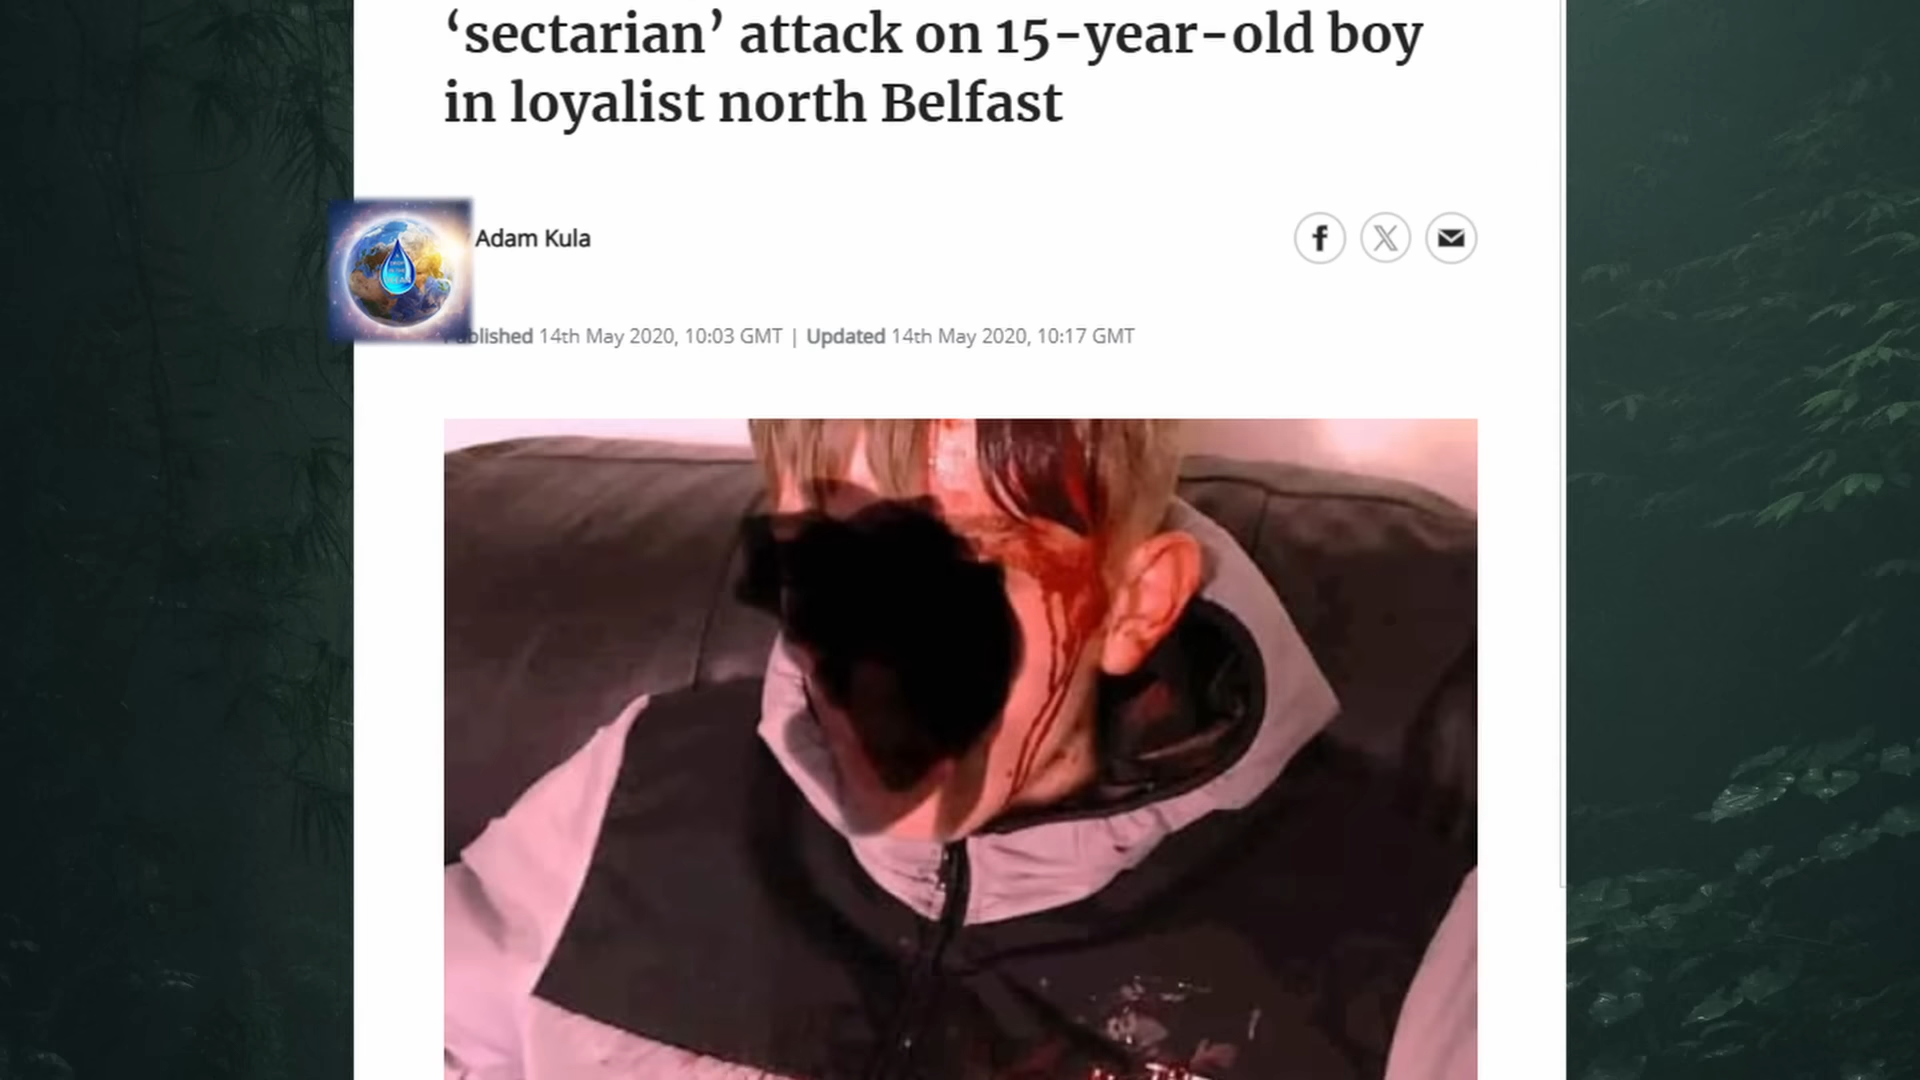 ‘sectarian’ attack on 15-year-old boy
in loyalist north Belfast
Adam Kula
blished 14th May 2020, 10:03 GMT | Updated 14th May 2020, 10:17 GMT